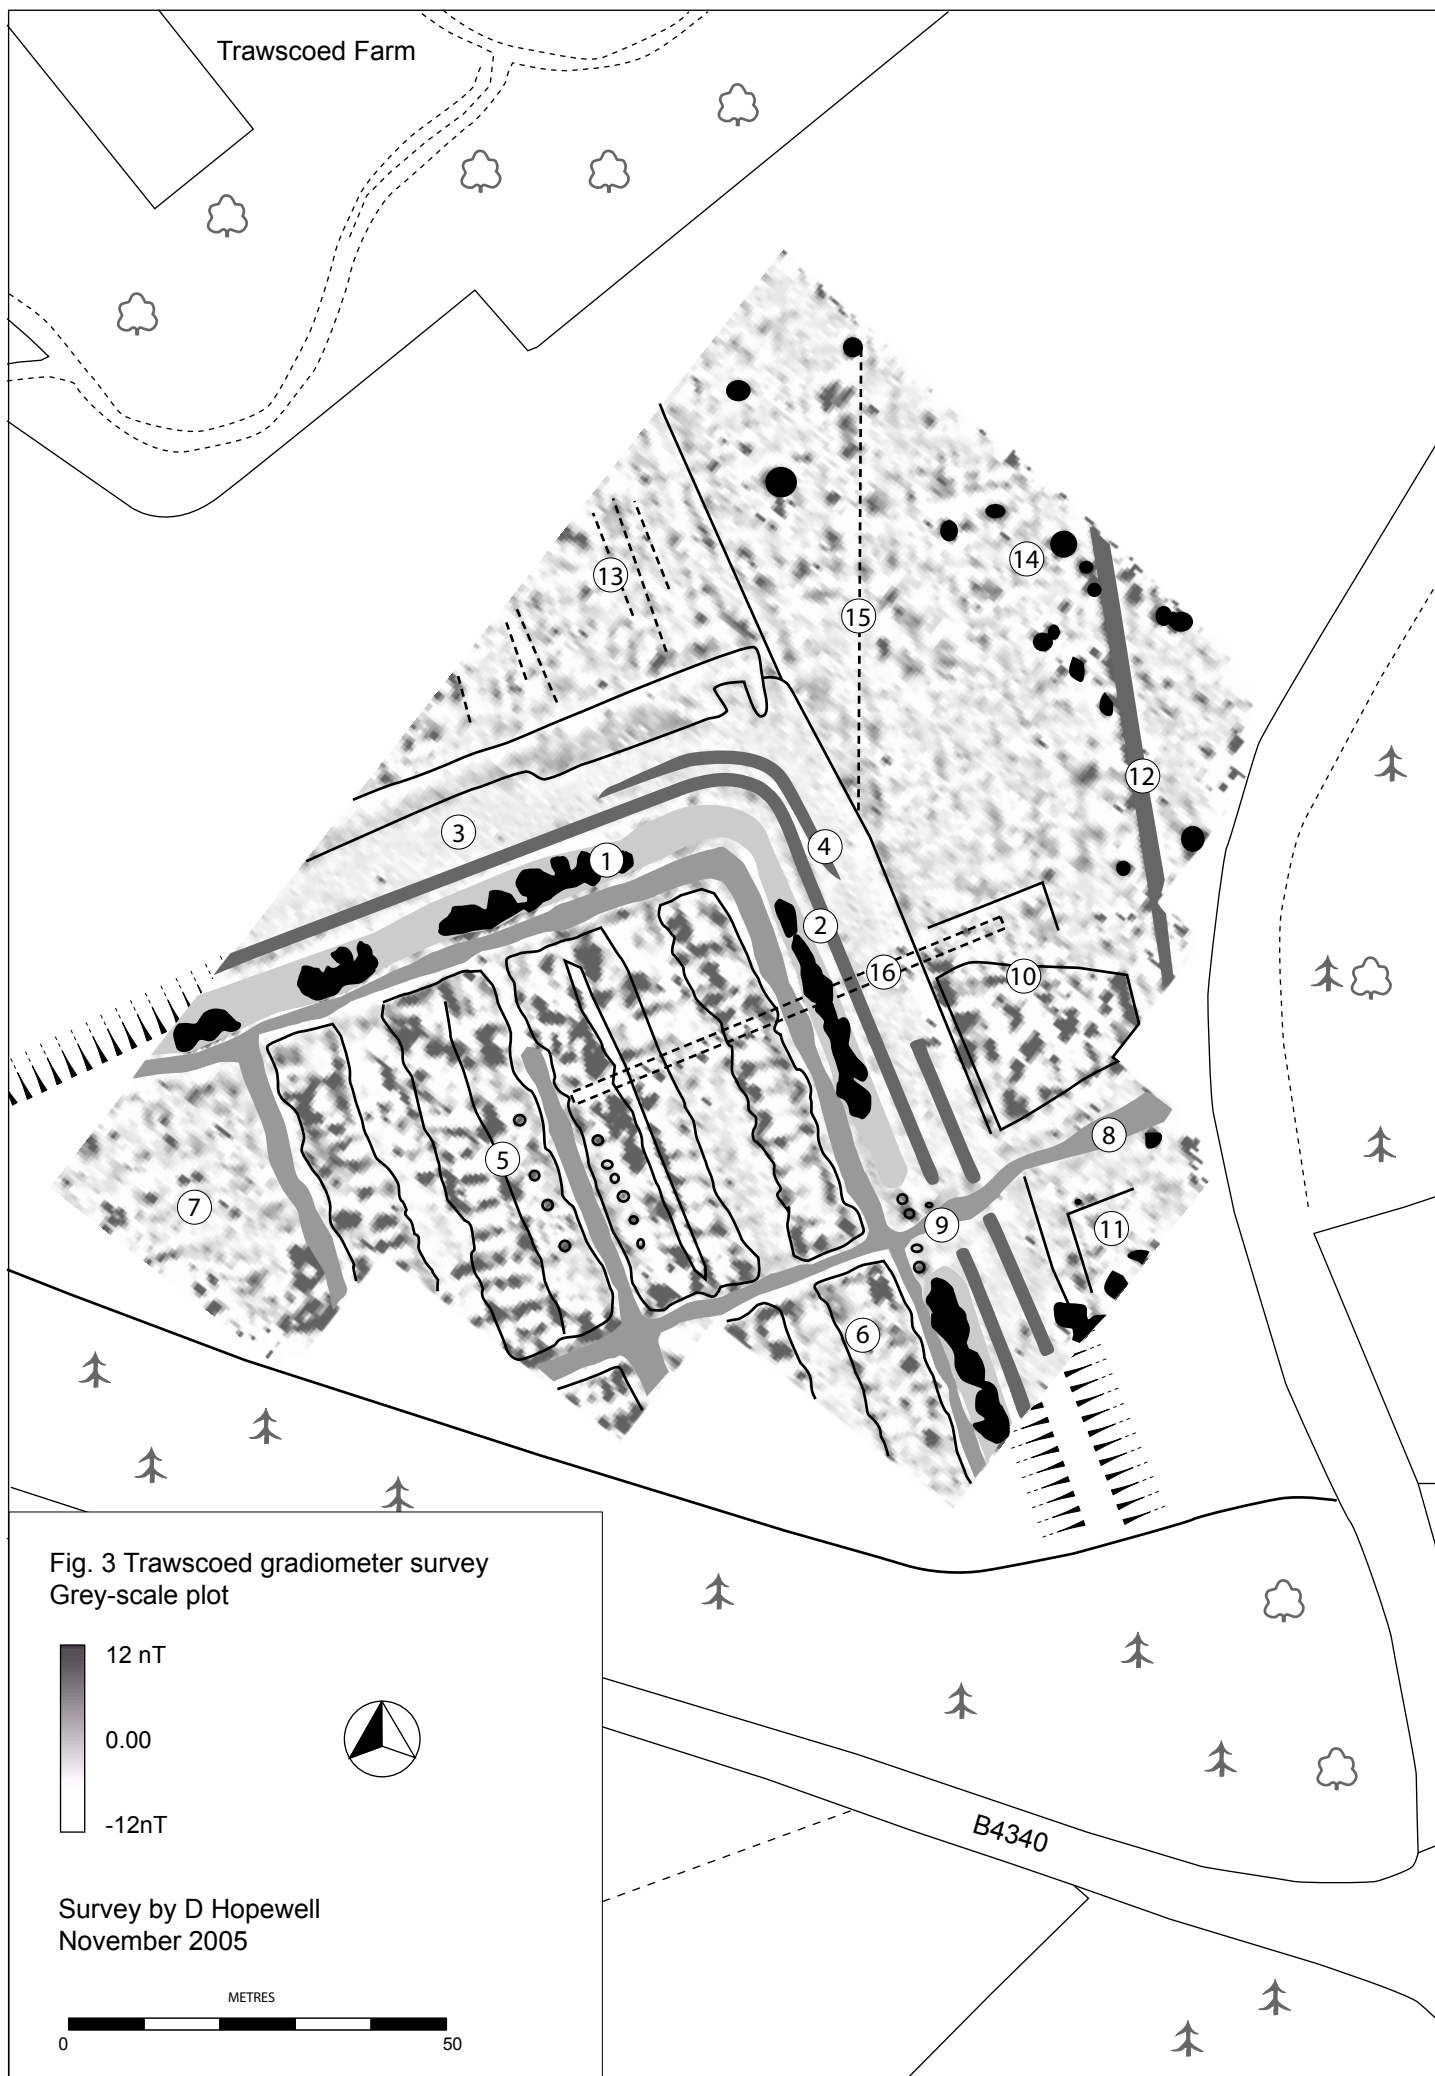 Trawscoed Farm
13
14
15
12
3
1
4
2
16
10
5
8
7
9
11
6
Fig. 3 Trawscoed gradiometer survey
Grey-scale plot
12 nT
0.00
-12nT
B4340
Survey by D Hopewell
November 2005
METRES
0
50